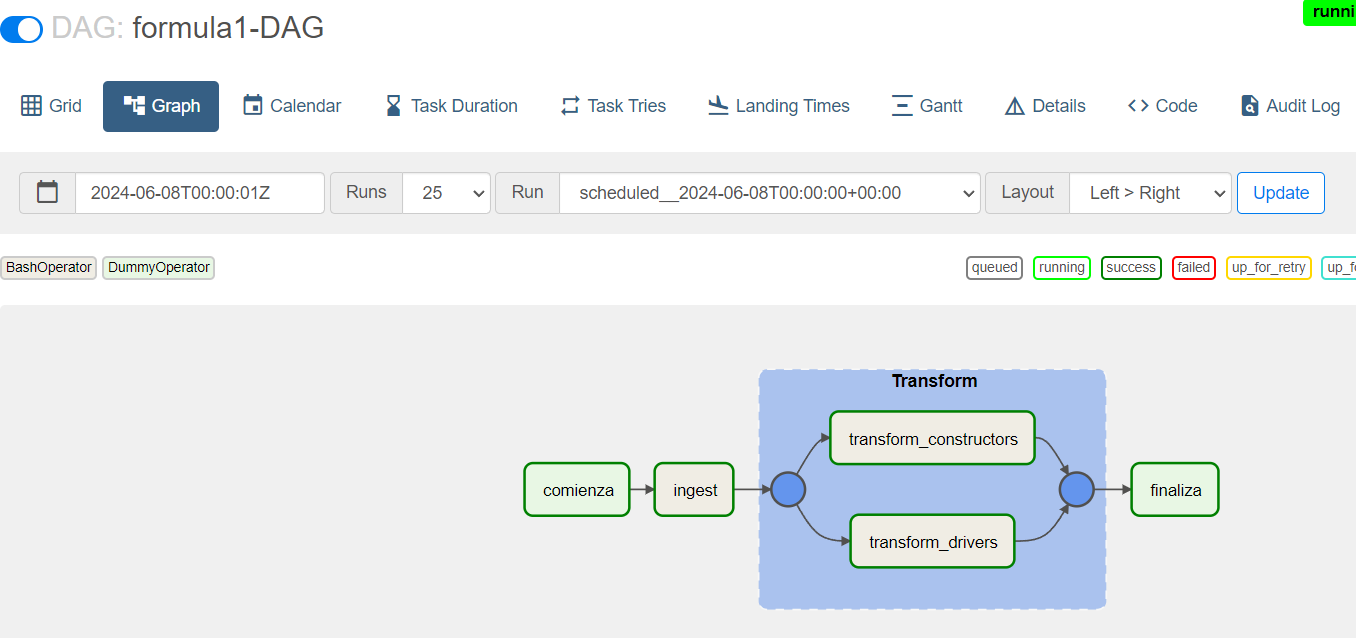 DAG: formula1-DAG
runni
Grid Graph Calendar Task Duration Task Tries Landing Times Gantt Details Code Audit Log
2024-06-08T00:00:01Z Runs 25 Run scheduled__2024-06-08T00:00:00+00:00 Layout Left > Right Update
BashOperator DummyOperator queued running success failed up_for_retry up_fo
Transform
transform_constructors
comienza ingest finaliza
transform_drivers